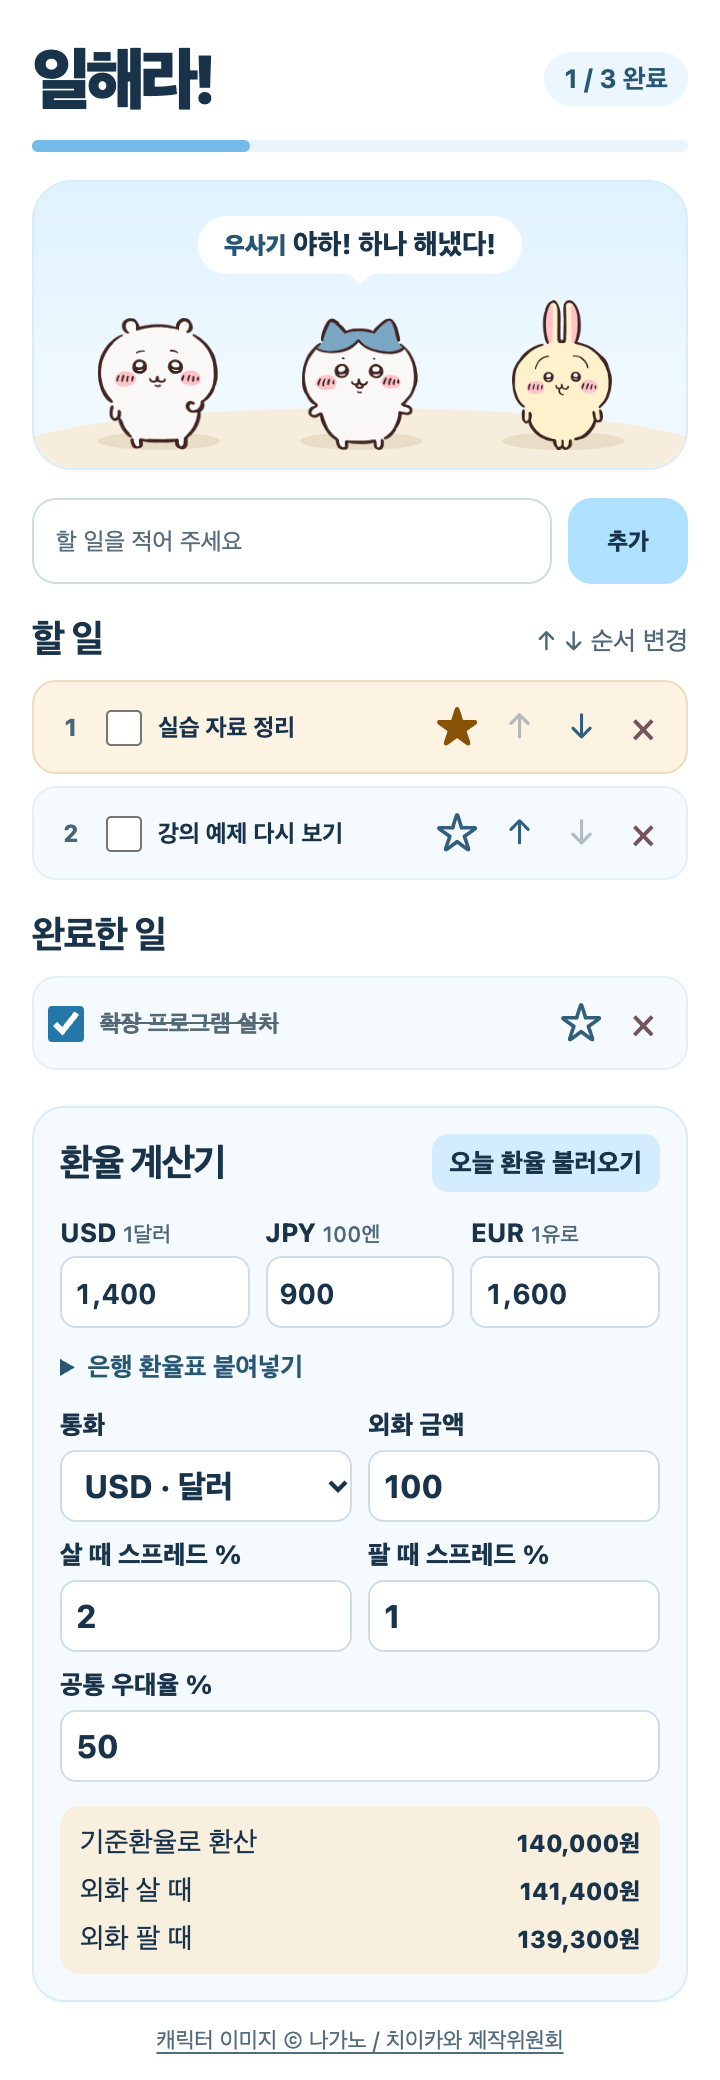 일해라!
1 / 3 완료
우사기 야하! 하나 해냈다!
할 일을 적어 주세요
추가
할 일
↑ ↓ 순서 변경
1 실습 자료 정리 ★ ↑ ↓ ×
2 강의 예제 다시 보기 ☆ ↑ ↓ ×
완료한 일
확장 프로그램 설치 ☆ ×
환율 계산기
오늘 환율 불러오기
USD 1달러 JPY 100엔 EUR 1유로
1,400 900 1,600
▶ 은행 환율표 붙여넣기
통화 외화 금액
USD · 달러 100
살 때 스프레드 % 팔 때 스프레드 %
2 1
공통 우대율 %
50
기준환율로 환산 140,000원
외화 살 때 141,400원
외화 팔 때 139,300원
캐릭터 이미지 © 나가노 / 치이카와 제작위원회